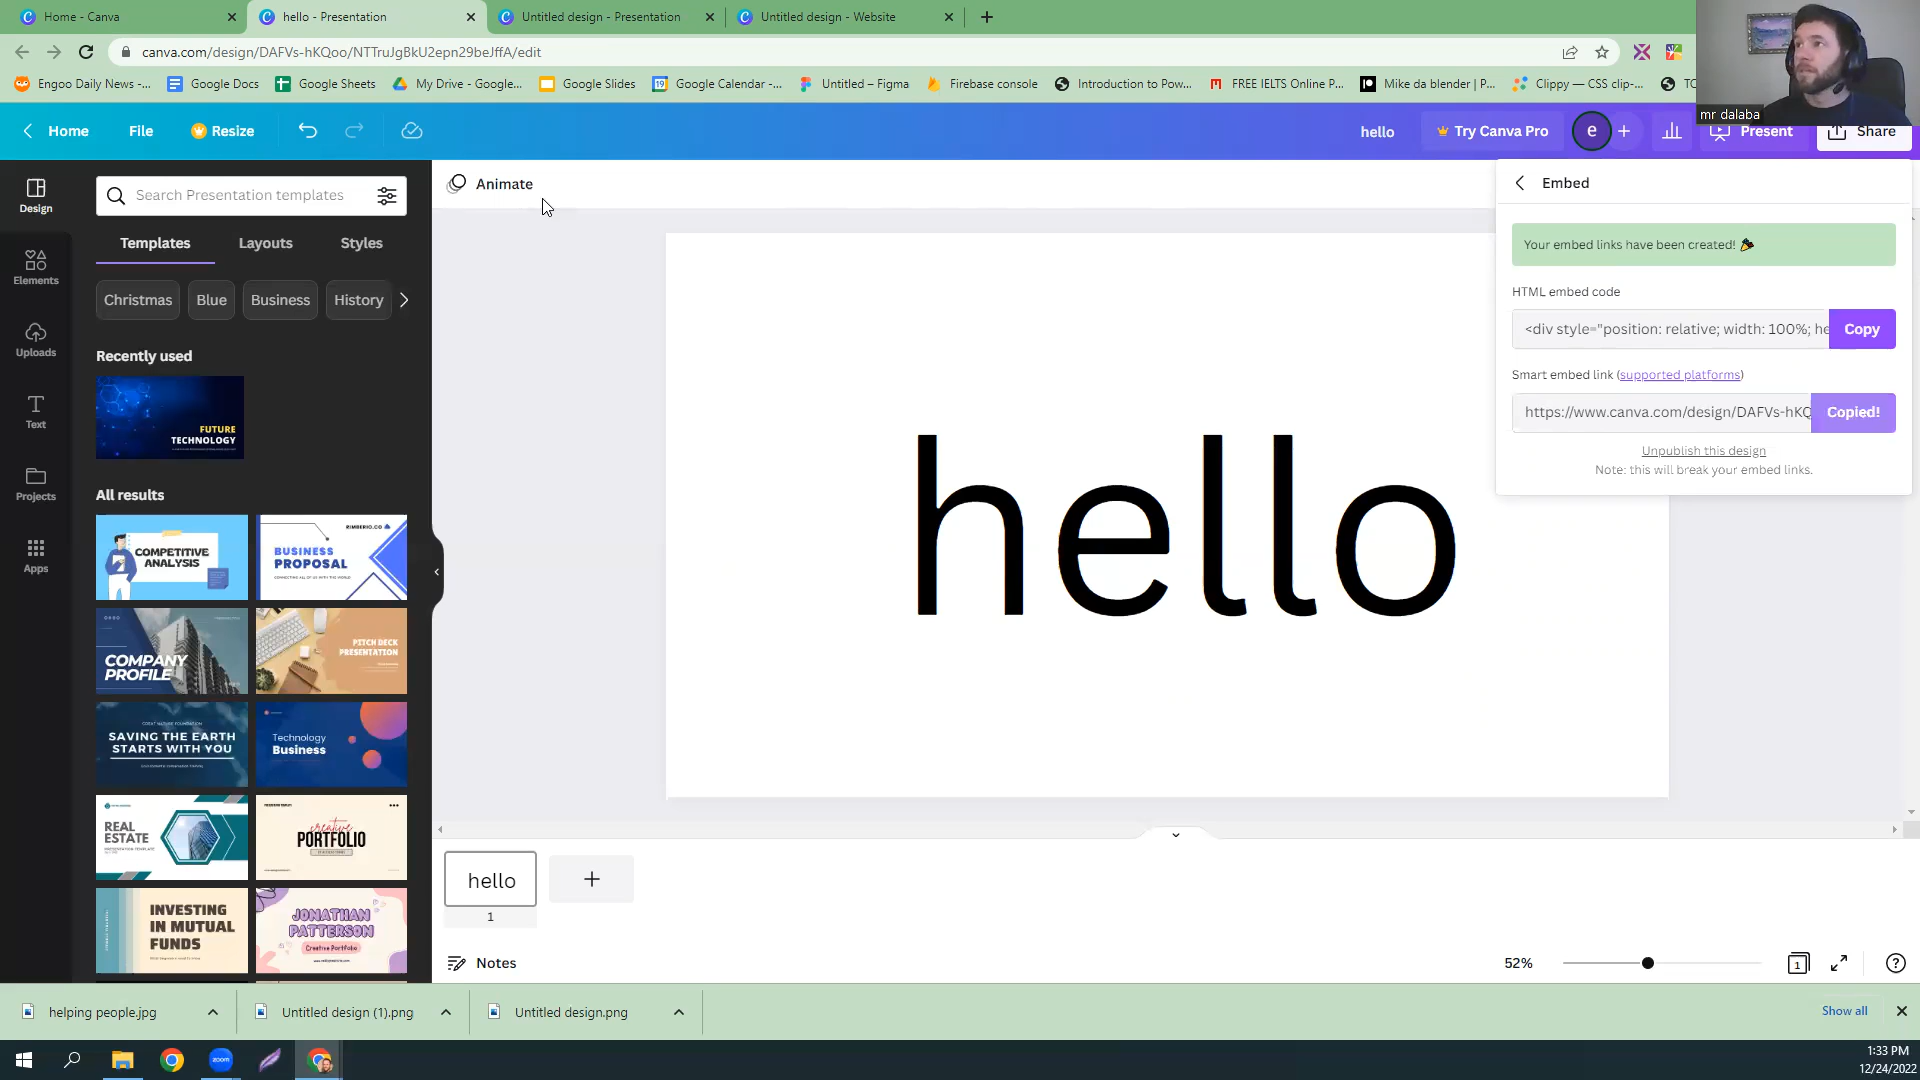 Home - Canva
hello - Presentation
Untitled design - Presentation
Untitled design - Website
canva.com/design/DAFVs-hKQoo/NTTruJgBkU2epn29beJffA/edit
Engoo Daily News -...
Google Docs
Google Sheets
My Drive - Google...
Google Slides
Google Calendar -...
Untitled – Figma
Firebase console
Introduction to Pow...
FREE IELTS Online P...
Mike da blender | P...
Clippy — CSS clip-...
mr dalaba
Home
File
Resize
hello
Try Canva Pro
e
Present
Share
Design
Elements
Uploads
Text
Projects
Apps
Search Presentation templates
Templates
Layouts
Styles
Christmas
Blue
Business
History
Recently used
FUTURE
TECHNOLOGY
All results
COMPETITIVE
ANALYSIS
RIMBERIO.CO
BUSINESS
PROPOSAL
COMPANY
PROFILE
PITCH DECK
PRESENTATION
SAVING THE EARTH
STARTS WITH YOU
Technology
Business
REAL
ESTATE
creative
PORTFOLIO
INVESTING
IN MUTUAL
FUNDS
JONATHAN
PATTERSON
Creative Portfolio
Animate
hello
Embed
Your embed links have been created!
HTML embed code
<div style="position: relative; width: 100%; he
Copy
Smart embed link (supported platforms)
https://www.canva.com/design/DAFVs-hKQ
Copied!
Unpublish this design
Note: this will break your embed links.
hello
1
Notes
52%
1
helping people.jpg
Untitled design (1).png
Untitled design.png
Show all
zoom
1:33 PM
12/24/2022